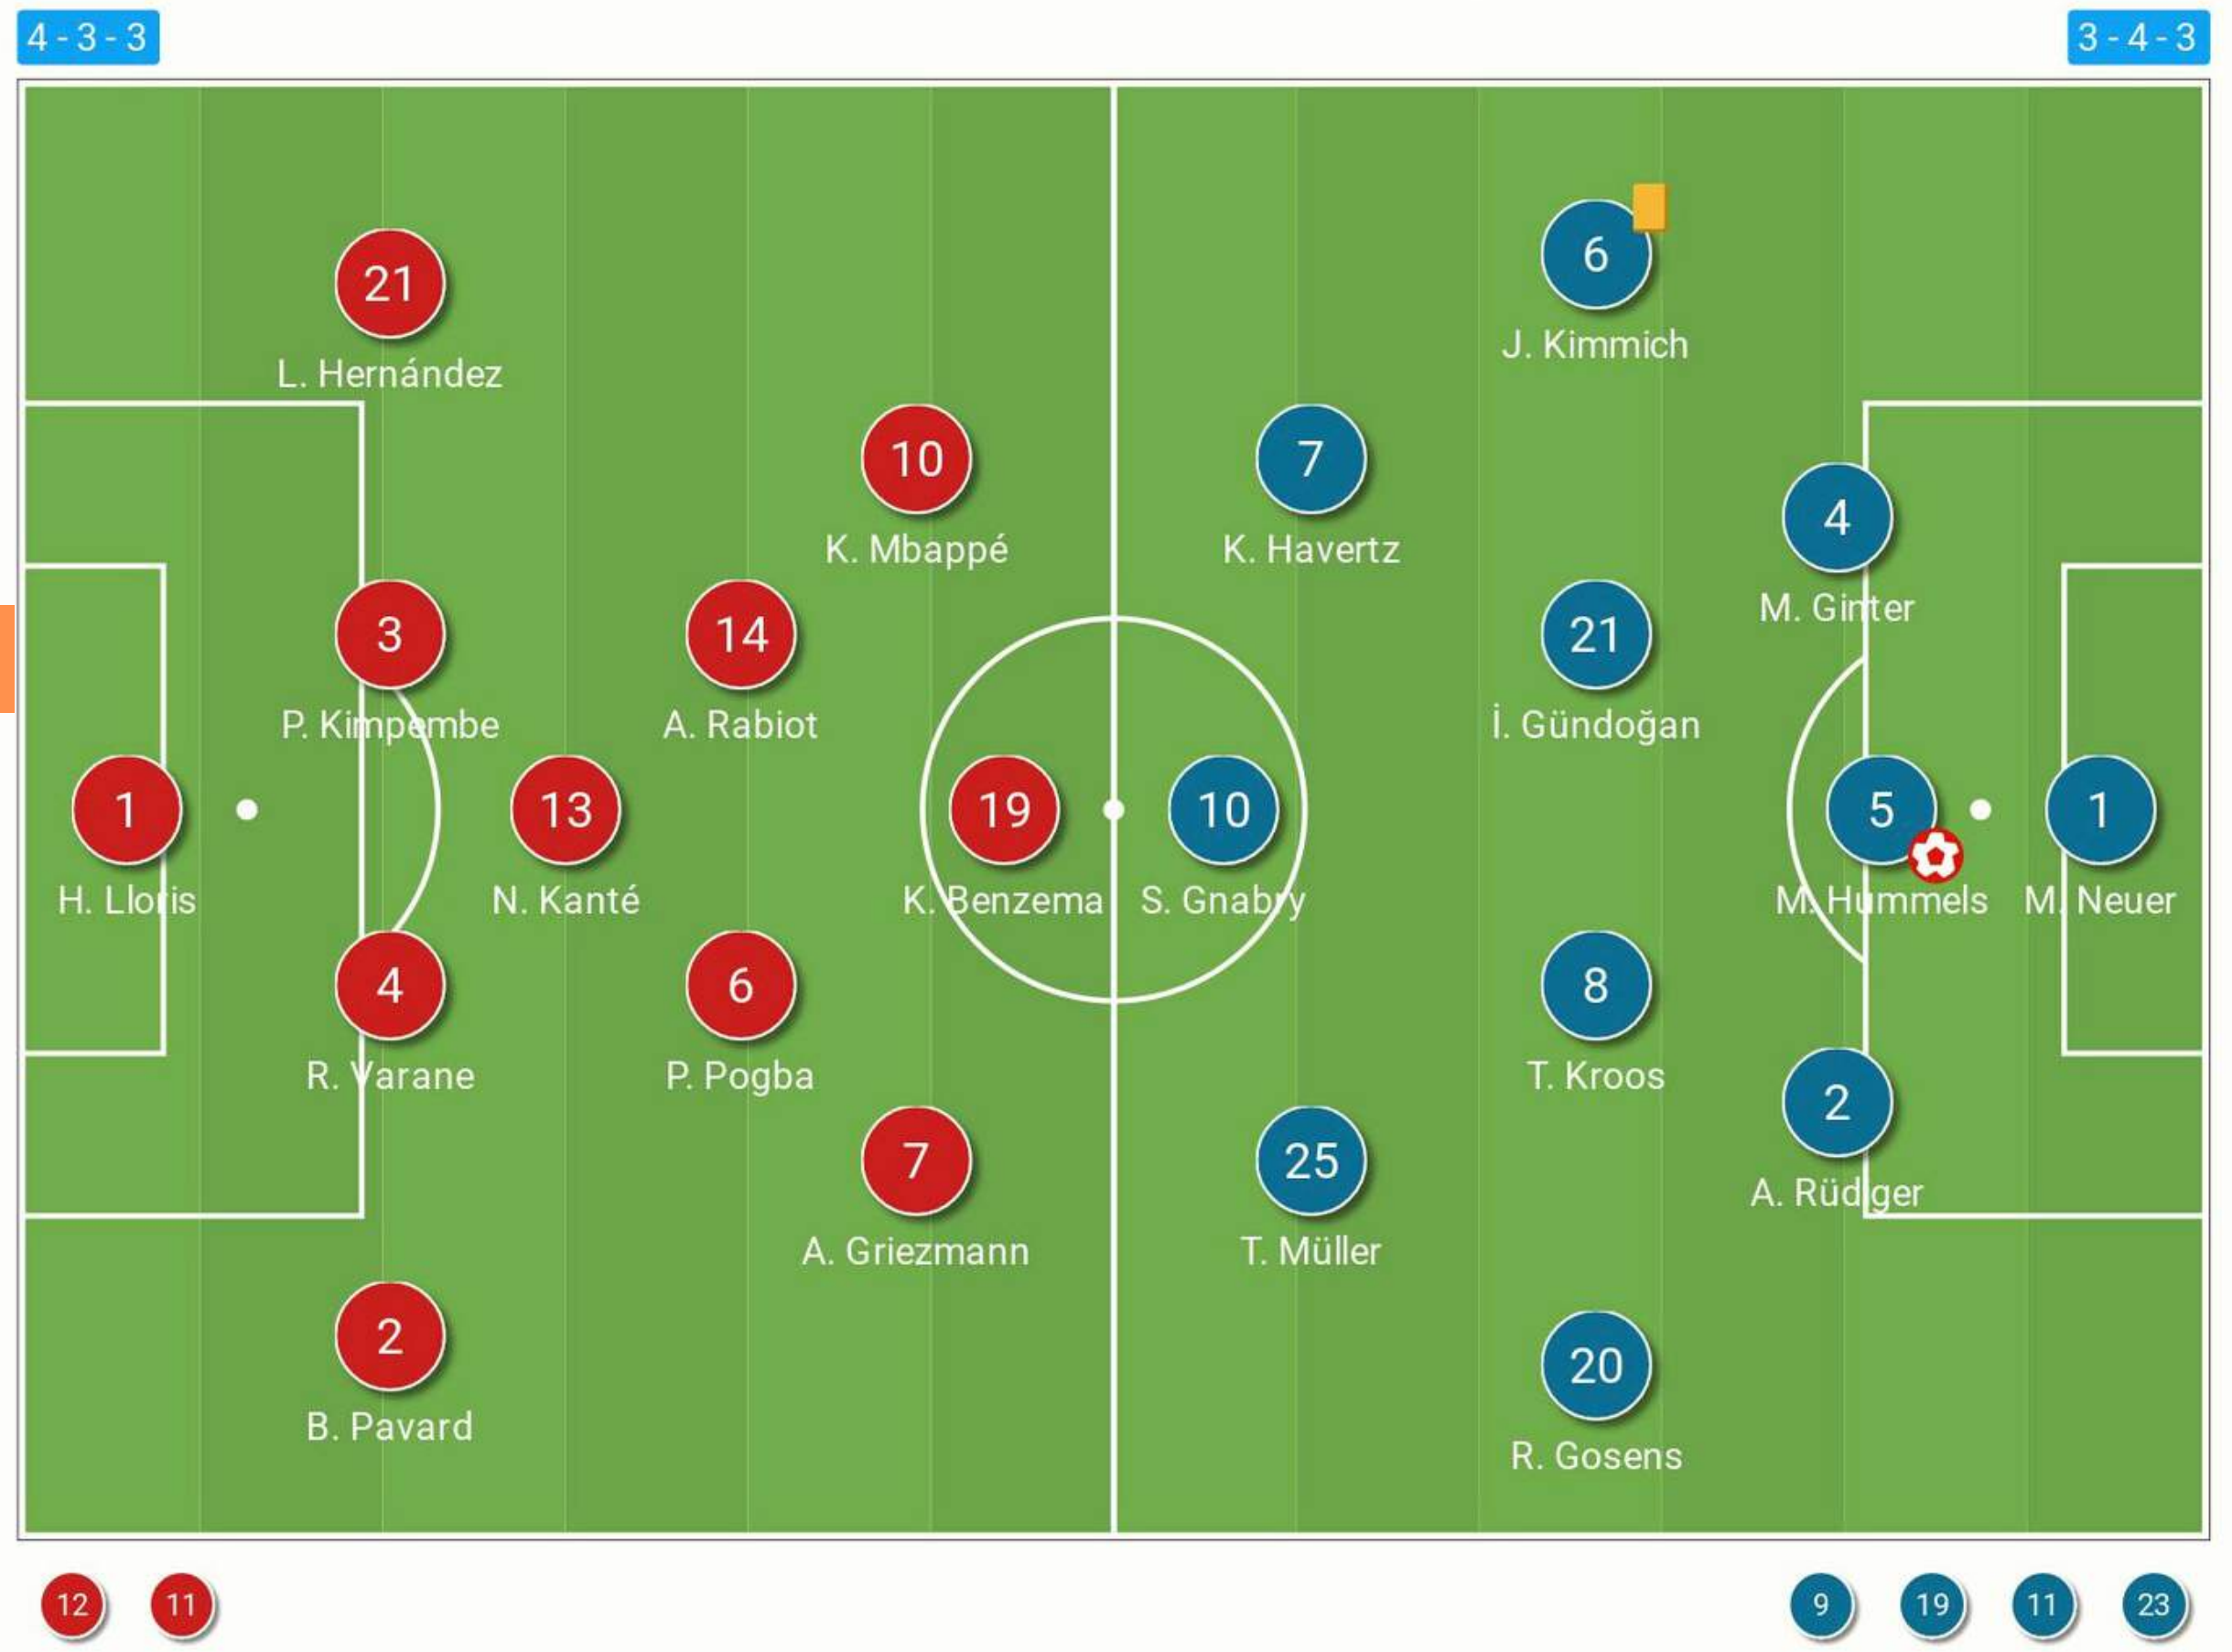 4 - 3 - 3
3 - 4 - 3
6
J. Kimmich
21
L. Hernández
10
K. Mbappé
7
K. Havertz
4
M. Ginter
3
P. Kimpembe
14
A. Rabiot
21
İ. Gündoğan
1
H. Lloris
13
N. Kanté
19
K. Benzema
10
S. Gnabry
5
M. Hummels
1
M. Neuer
4
R. Varane
6
P. Pogba
8
T. Kroos
2
A. Rüdiger
7
A. Griezmann
25
T. Müller
2
B. Pavard
20
R. Gosens
12
11
9
19
11
23